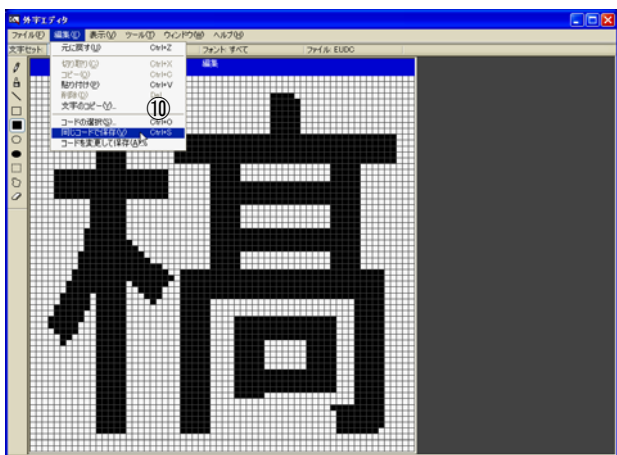 外字エディタ
ファイル(F) 編集(E) 表示(V) ツール(T) ウィンドウ(W) ヘルプ(H)
文字セット フォント: すべて ファイル: EUDC
元に戻す(U) Ctrl+Z
切り取り(C) Ctrl+X
コピー(O) Ctrl+C
貼り付け(P) Ctrl+V
削除(D) Del
文字のコピー(Y)...
コードの選択(S)... Ctrl+O
同じコードで保存(V) Ctrl+S
コードを変更して保存(A)...
⑩
編集